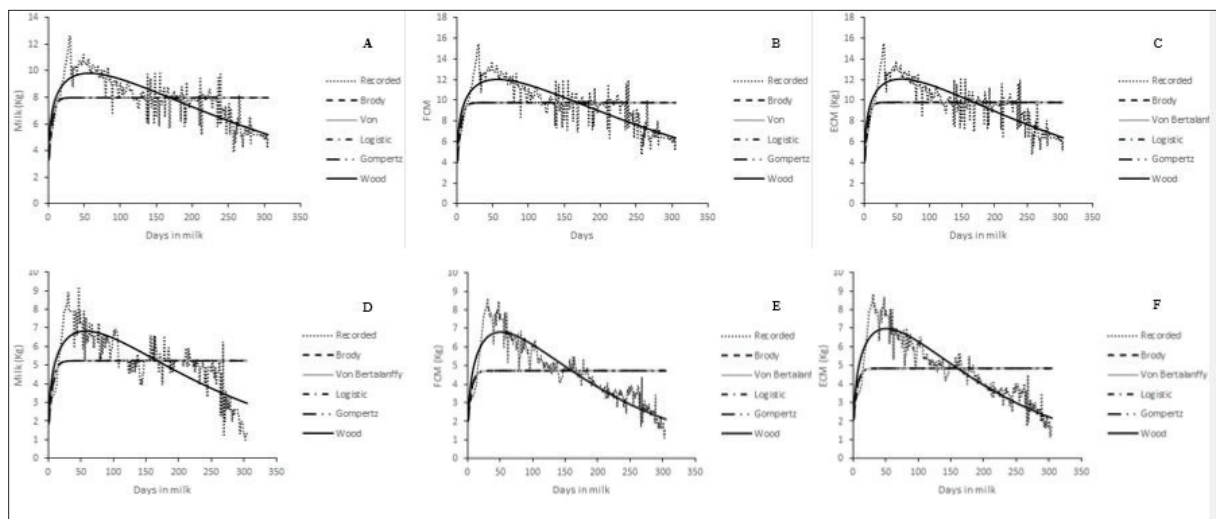 A
14
12
10
8
6
4
2
0
Milk (Kg)
0 50 100 150 200 250 300 350
Days in milk
Recorded
Brody
Von
Logistic
Gompertz
Wood
B
18
16
14
12
10
8
6
4
2
0
FCM
0 50 100 150 200 250 300 350
Days
Recorded
Brody
Von
Logistic
Gompertz
Wood
C
18
16
14
12
10
8
6
4
2
0
ECM (Kg)
0 50 100 150 200 250 300 350
Days in milk
Recorded
Brody
Von Bertalanf
Logistic
Gompertz
Wood
D
10
9
8
7
6
5
4
3
2
1
0
Milk (Kg)
0 50 100 150 200 250 300 350
Days in milk
Recorded
Brody
Von Bertalanffy
Logistic
Gompertz
Wood
E
10
9
8
7
6
5
4
3
2
1
0
FCM (Kg)
0 50 100 150 200 250 300 350
Days in milk
Recorded
Brody
Von Bertalanf
Logistic
Gompertz
Wood
F
10
9
8
7
6
5
4
3
2
1
0
ECM (Kg)
0 50 100 150 200 250 300 350
Days in milk
Recorded
Brody
Von Bertalanf
Logistic
Gompertz
Wood